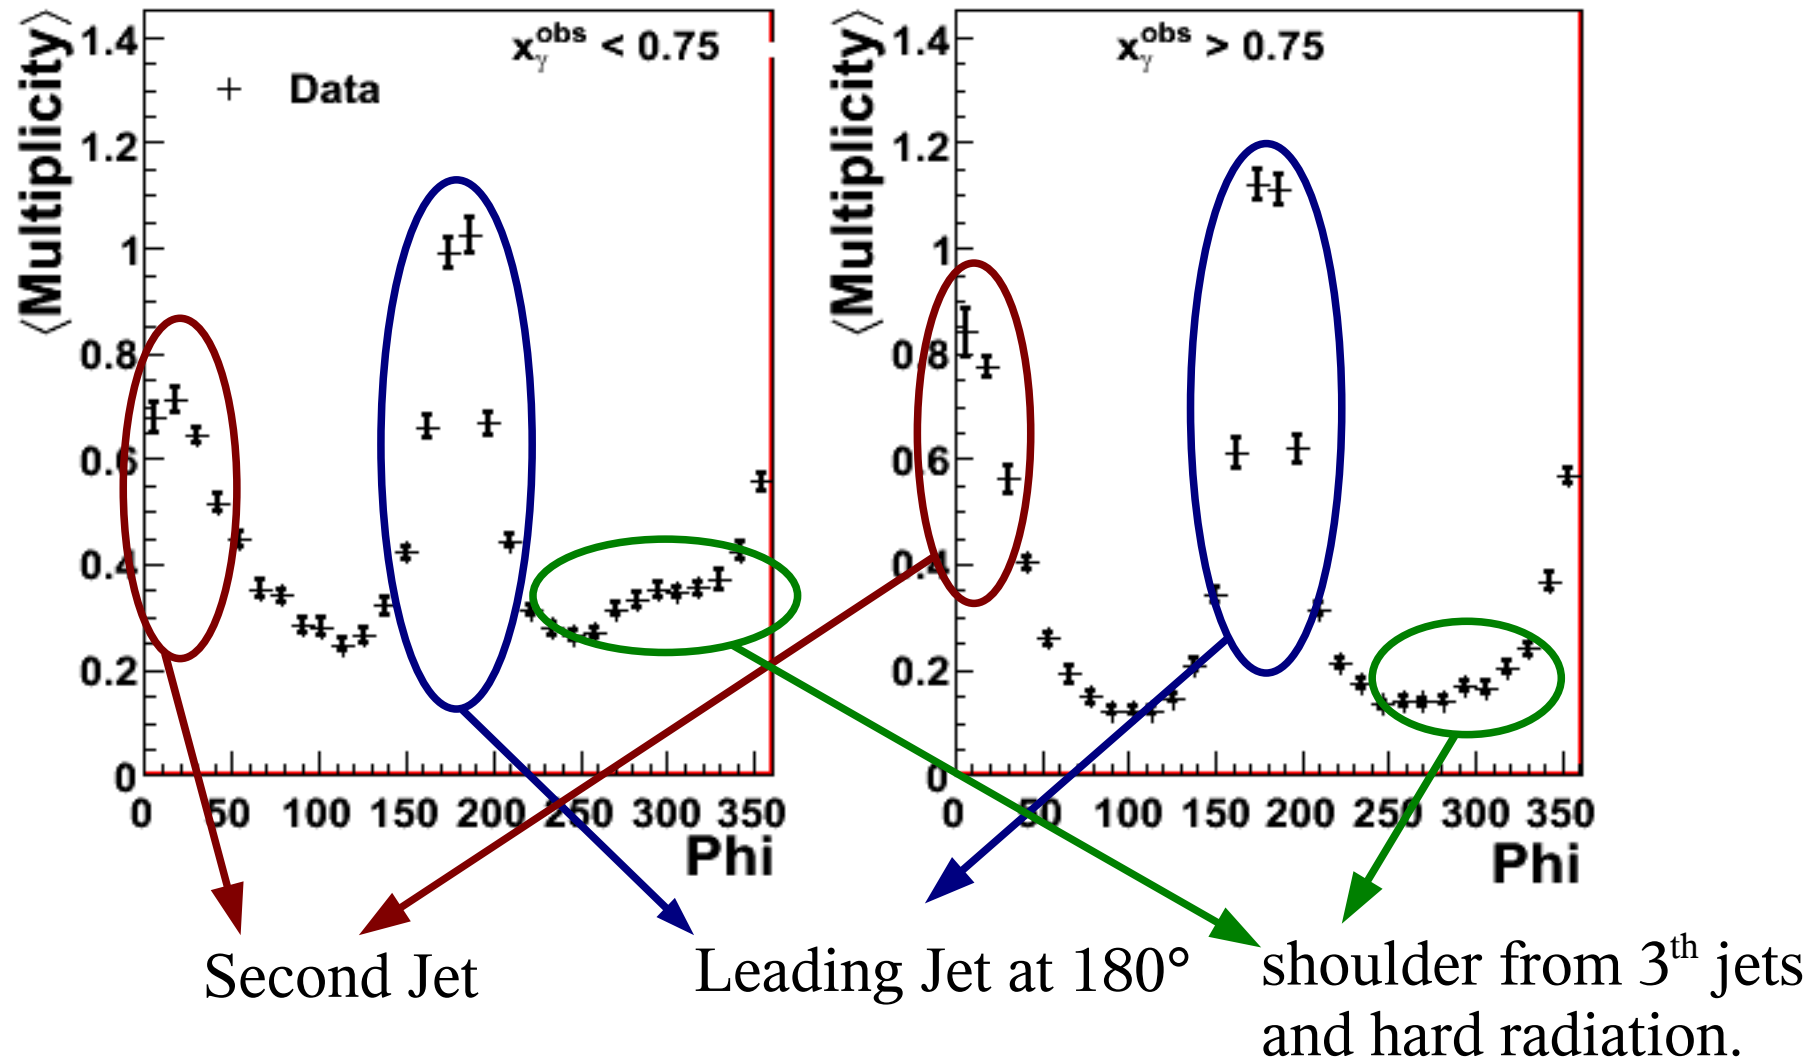 ⟨Multiplicity⟩
1.4
1.2
1
0.8
0.6
0.4
0.2
0
x_γ^obs < 0.75
Data
0 50 100 150 200 250 300 350
Phi
⟨Multiplicity⟩
1.4
1.2
1
0.8
0.6
0.4
0.2
0
x_γ^obs > 0.75
0 50 100 150 200 250 300 350
Phi
Second Jet
Leading Jet at 180°
shoulder from 3th jets
and hard radiation.